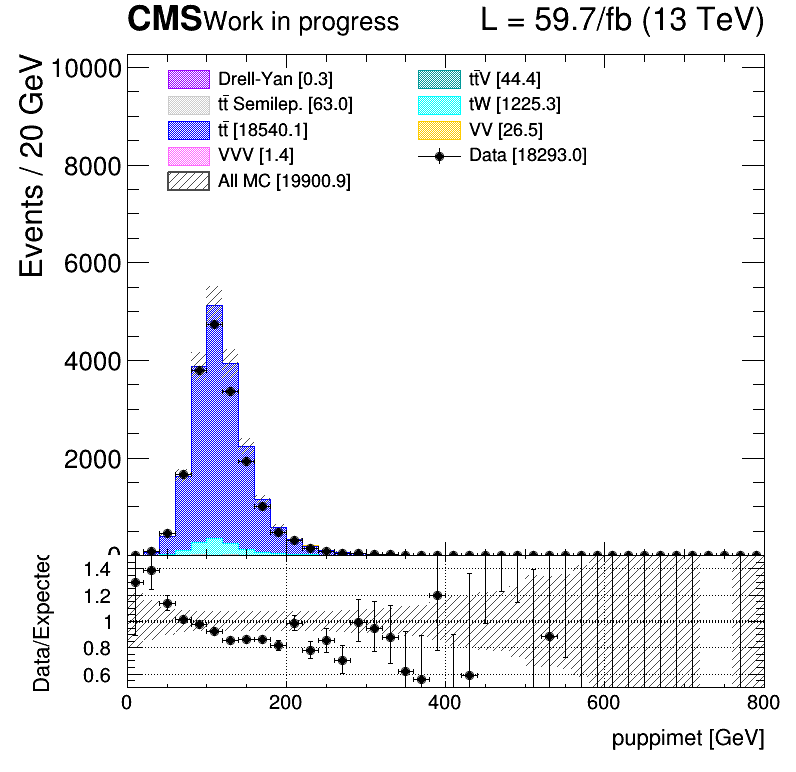 CMS Work in progress L = 59.7/fb (13 TeV)
Events / 20 GeV
10000
8000
6000
4000
2000
0
Drell-Yan [0.3]
tt̄ Semilep. [63.0]
tt̄ [18540.1]
VVV [1.4]
All MC [19900.9]
tt̄V [44.4]
tW [1225.3]
VV [26.5]
Data [18293.0]
Data/Expected
1.4
1.2
1
0.8
0.6
0 200 400 600 800
puppimet [GeV]